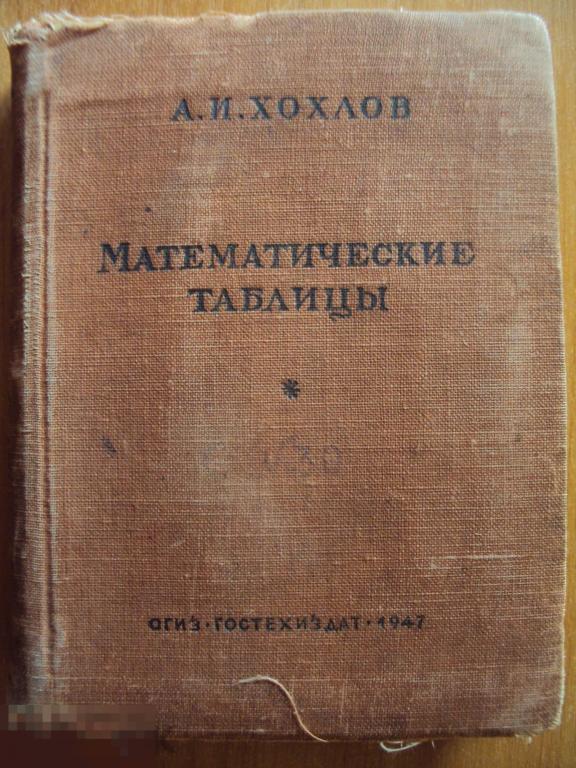 А.И.ХОХЛОВ
МАТЕМАТИЧЕСКИЕ
ТАБЛИЦЫ
*
ОГИЗ·ГОСТЕХИЗДАТ·1947